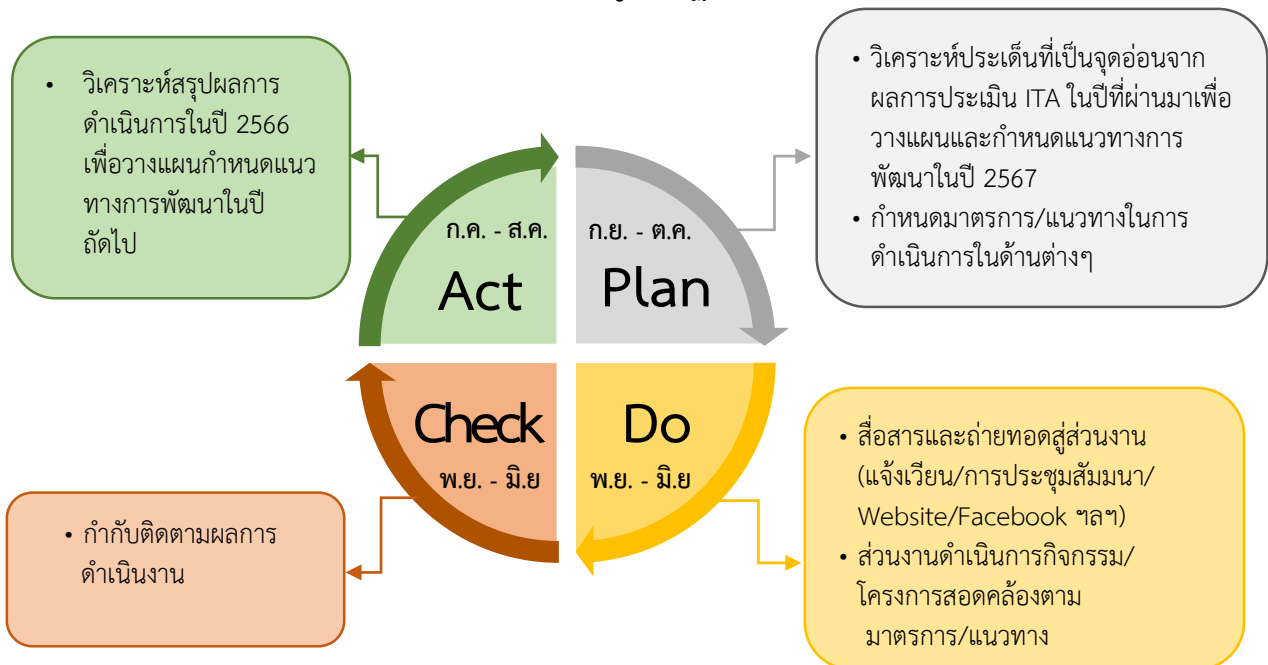 • วิเคราะห์สรุปผลการ
ดำเนินการในปี 2566
เพื่อวางแผนกำหนดแนว
ทางการพัฒนาในปี
ถัดไป
• วิเคราะห์ประเด็นที่เป็นจุดอ่อนจาก
ผลการประเมิน ITA ในปีที่ผ่านมาเพื่อ
วางแผนและกำหนดแนวทางการ
พัฒนาในปี 2567
• กำหนดมาตรการ/แนวทางในการ
ดำเนินการในด้านต่างๆ
ก.ค. - ส.ค.
Act
ก.ย. - ต.ค.
Plan
Check
พ.ย. - มิ.ย
Do
พ.ย. - มิ.ย
• กำกับติดตามผลการ
ดำเนินงาน
• สื่อสารและถ่ายทอดสู่ส่วนงาน
(แจ้งเวียน/การประชุมสัมมนา/
Website/Facebook ฯลฯ)
• ส่วนงานดำเนินการกิจกรรม/
โครงการสอดคล้องตาม
มาตรการ/แนวทาง